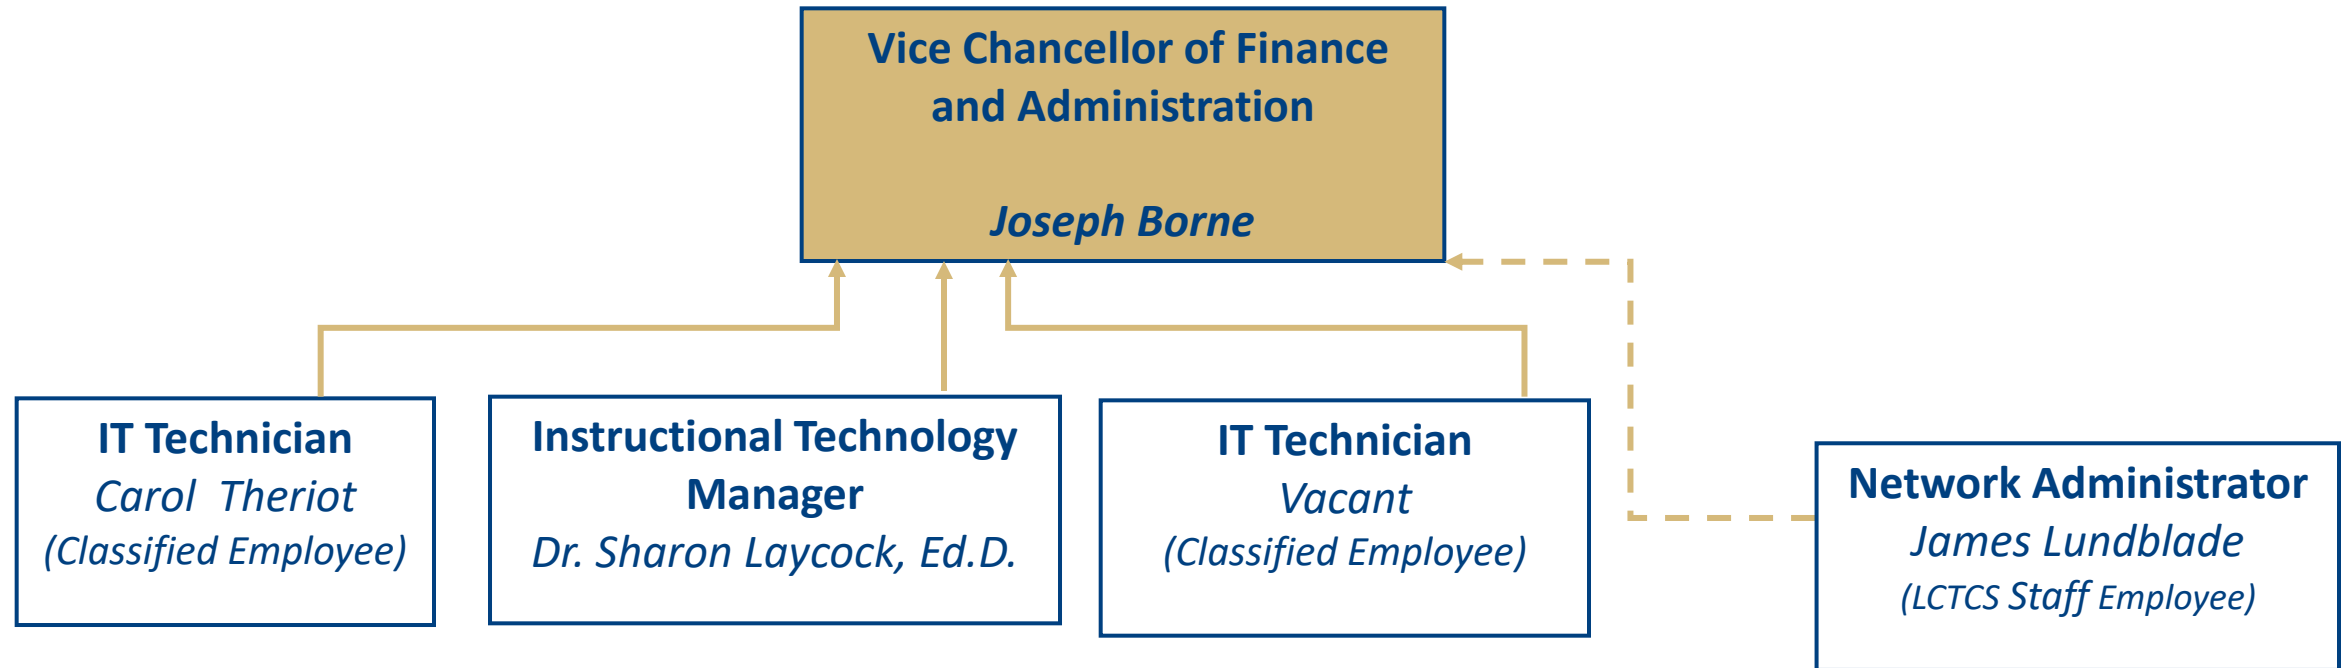 Vice Chancellor of Finance
and Administration
Joseph Borne
IT Technician
Carol Theriot
(Classified Employee)
Instructional Technology
Manager
Dr. Sharon Laycock, Ed.D.
IT Technician
Vacant
(Classified Employee)
Network Administrator
James Lundblade
(LCTCS Staff Employee)